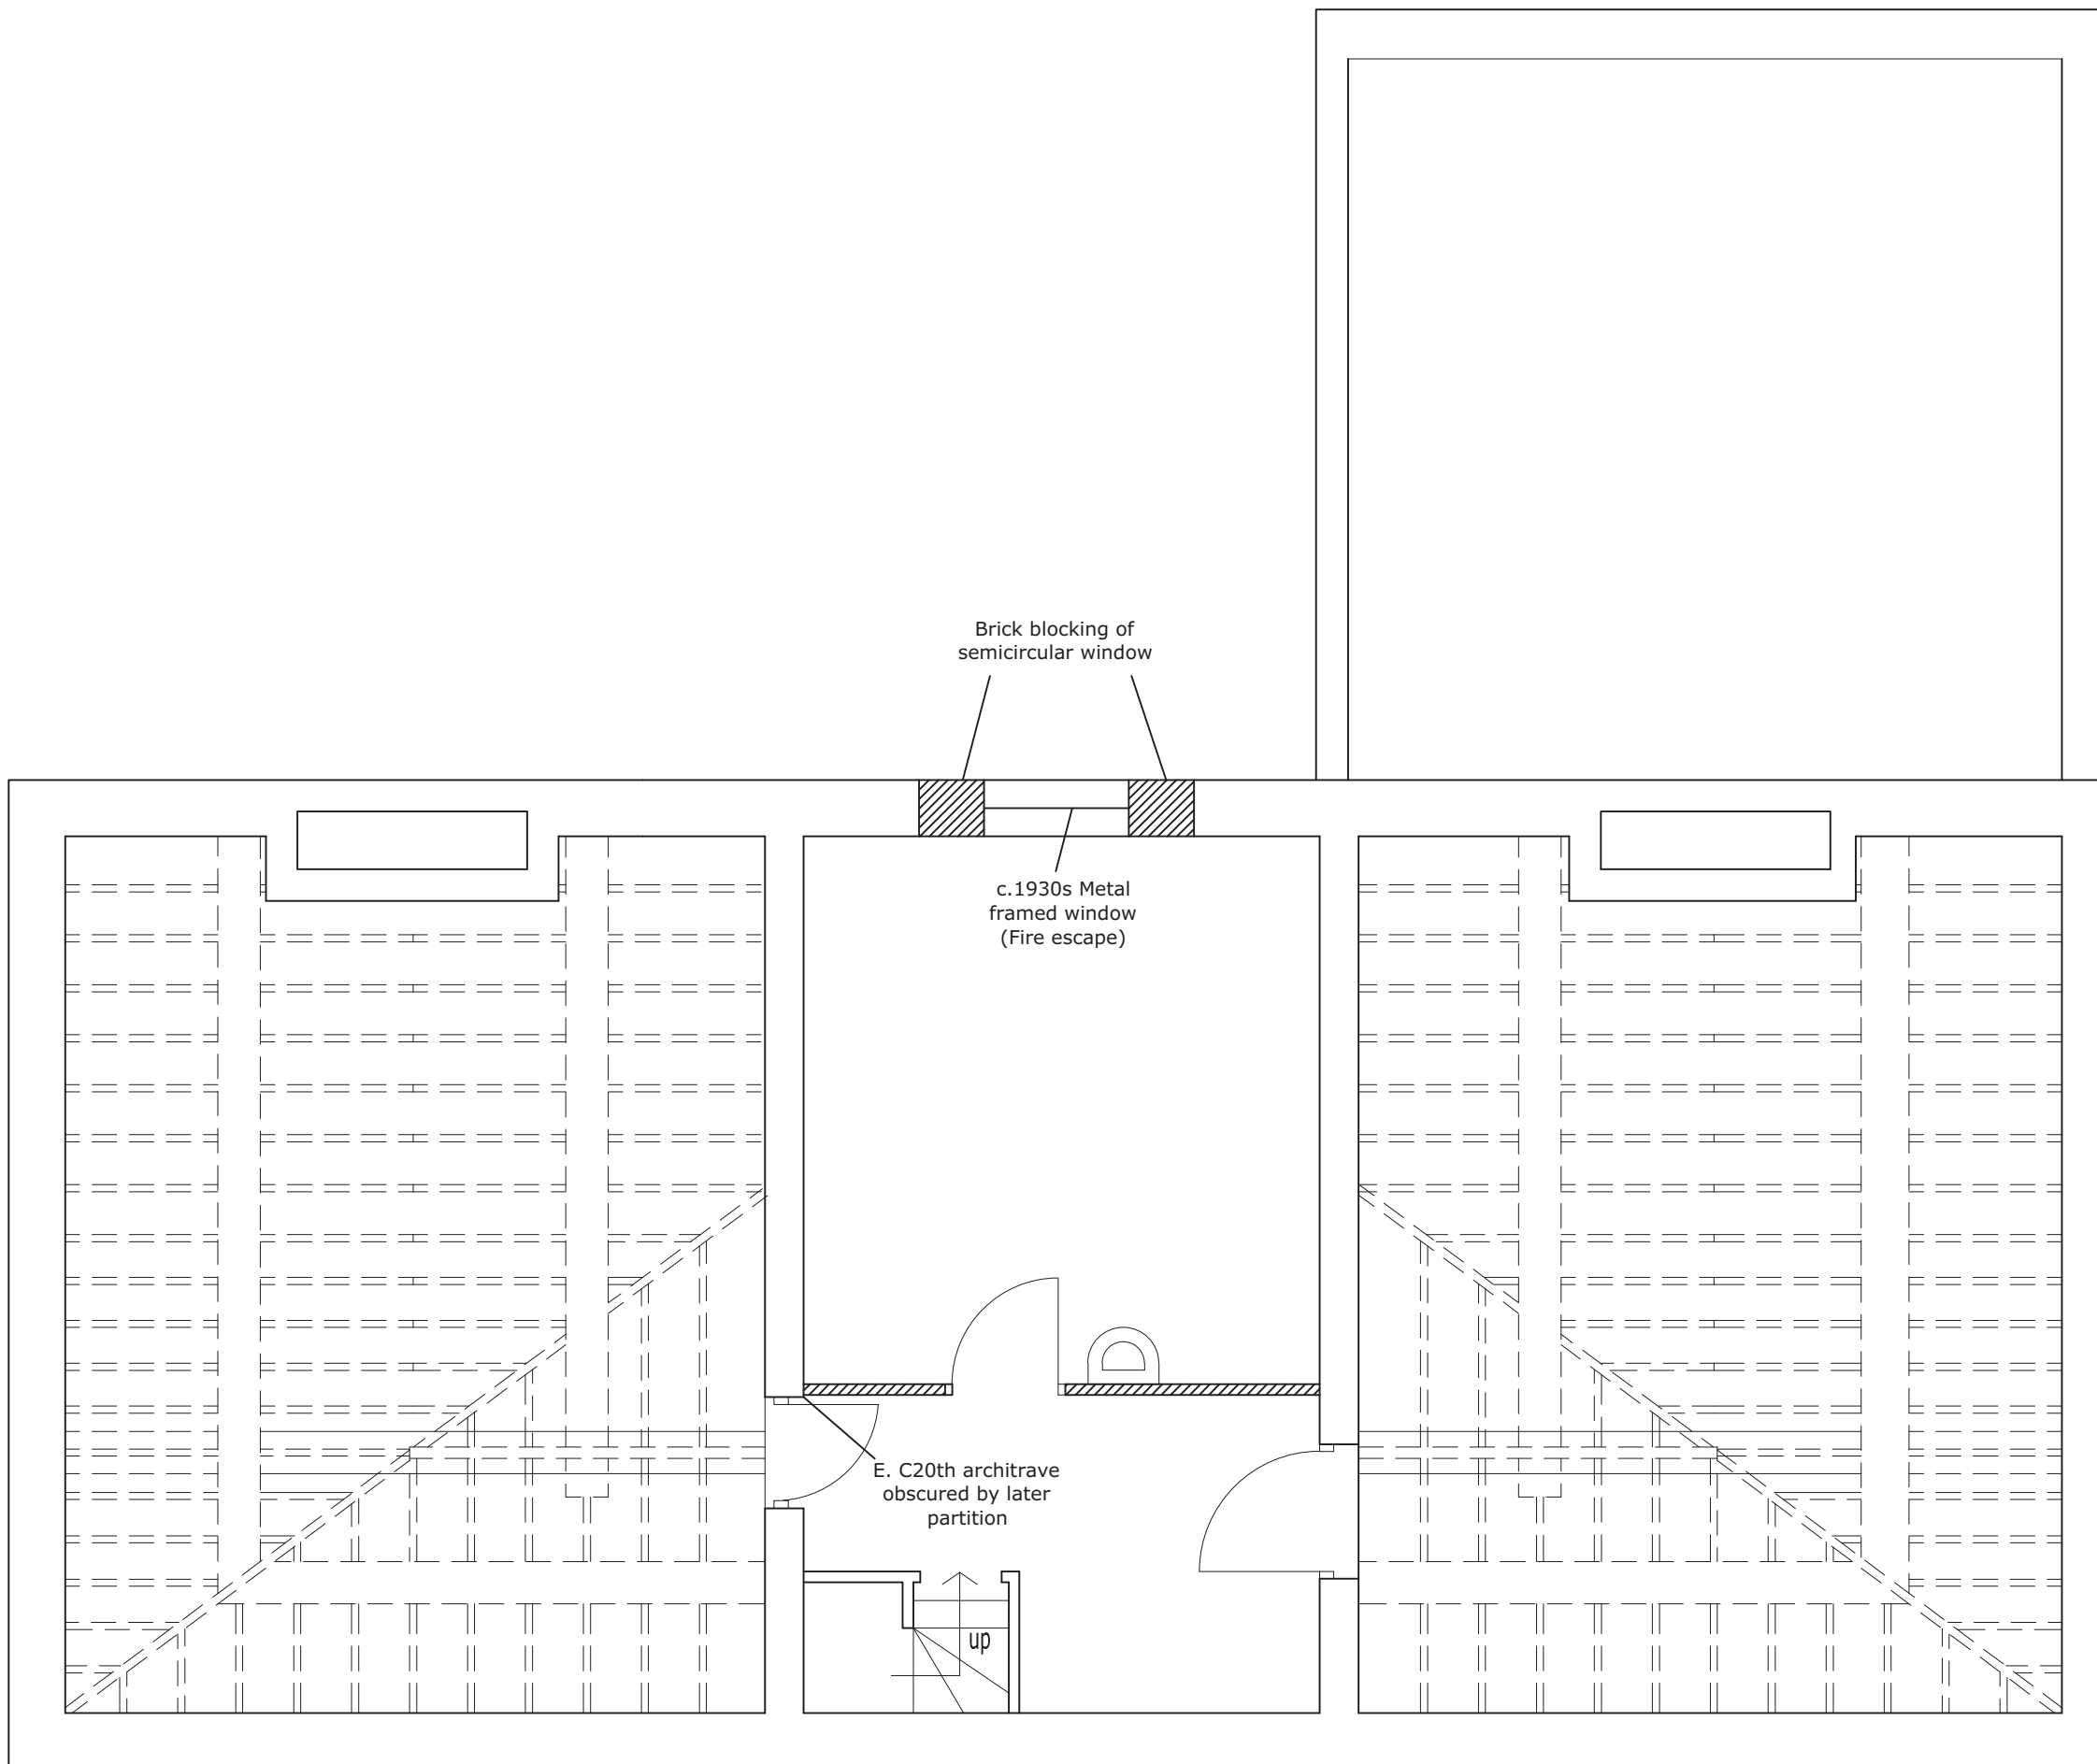 Brick blocking of
semicircular window
c.1930s Metal
framed window
(Fire escape)
E. C20th architrave
obscured by later
partition
up